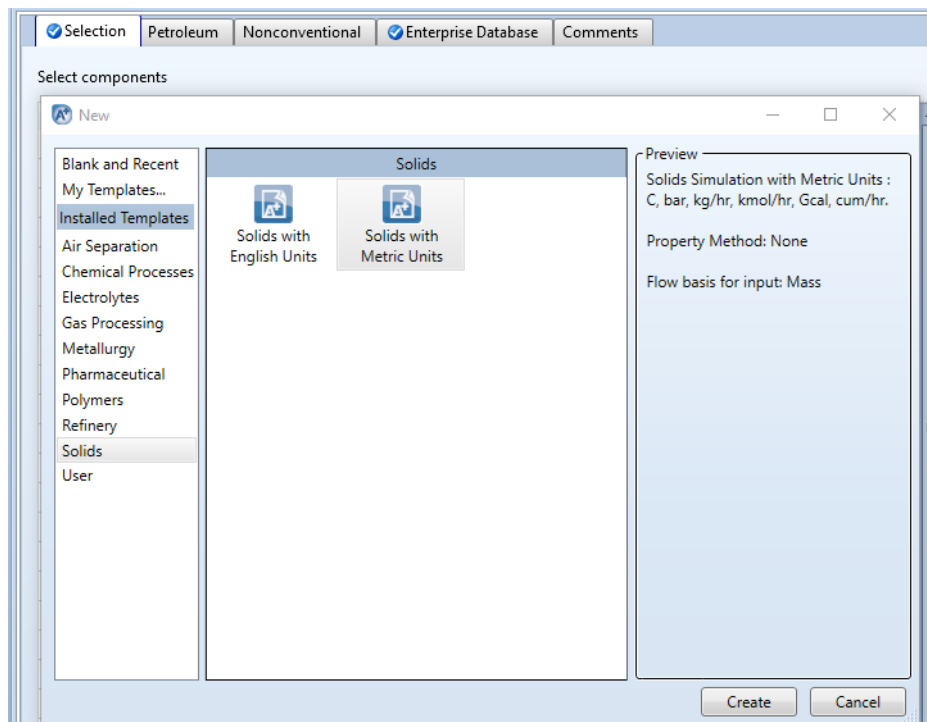 Selection
Petroleum
Nonconventional
Enterprise Database
Comments
Select components
A+
New
Blank and Recent
My Templates...
Installed Templates
Air Separation
Chemical Processes
Electrolytes
Gas Processing
Metallurgy
Pharmaceutical
Polymers
Refinery
Solids
User
Solids
A+
Solids with
English Units
A+
Solids with
Metric Units
Preview
Solids Simulation with Metric Units :
C, bar, kg/hr, kmol/hr, Gcal, cum/hr.
Property Method: None
Flow basis for input: Mass
Create
Cancel